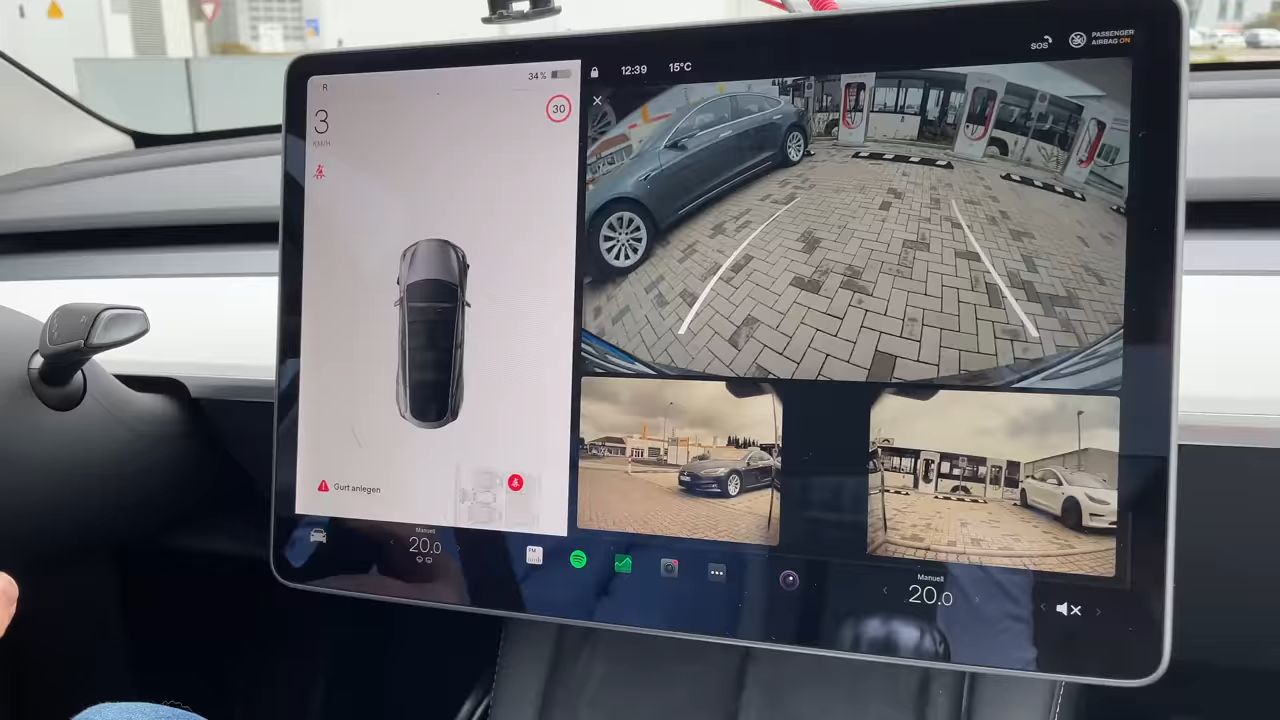 R
34 %
3
KM/H
30
Gurt anlegen
12:39
15°C
SOS
PASSENGER
AIRBAG ON
Manuell
20.0
FM
Manuell
20.0